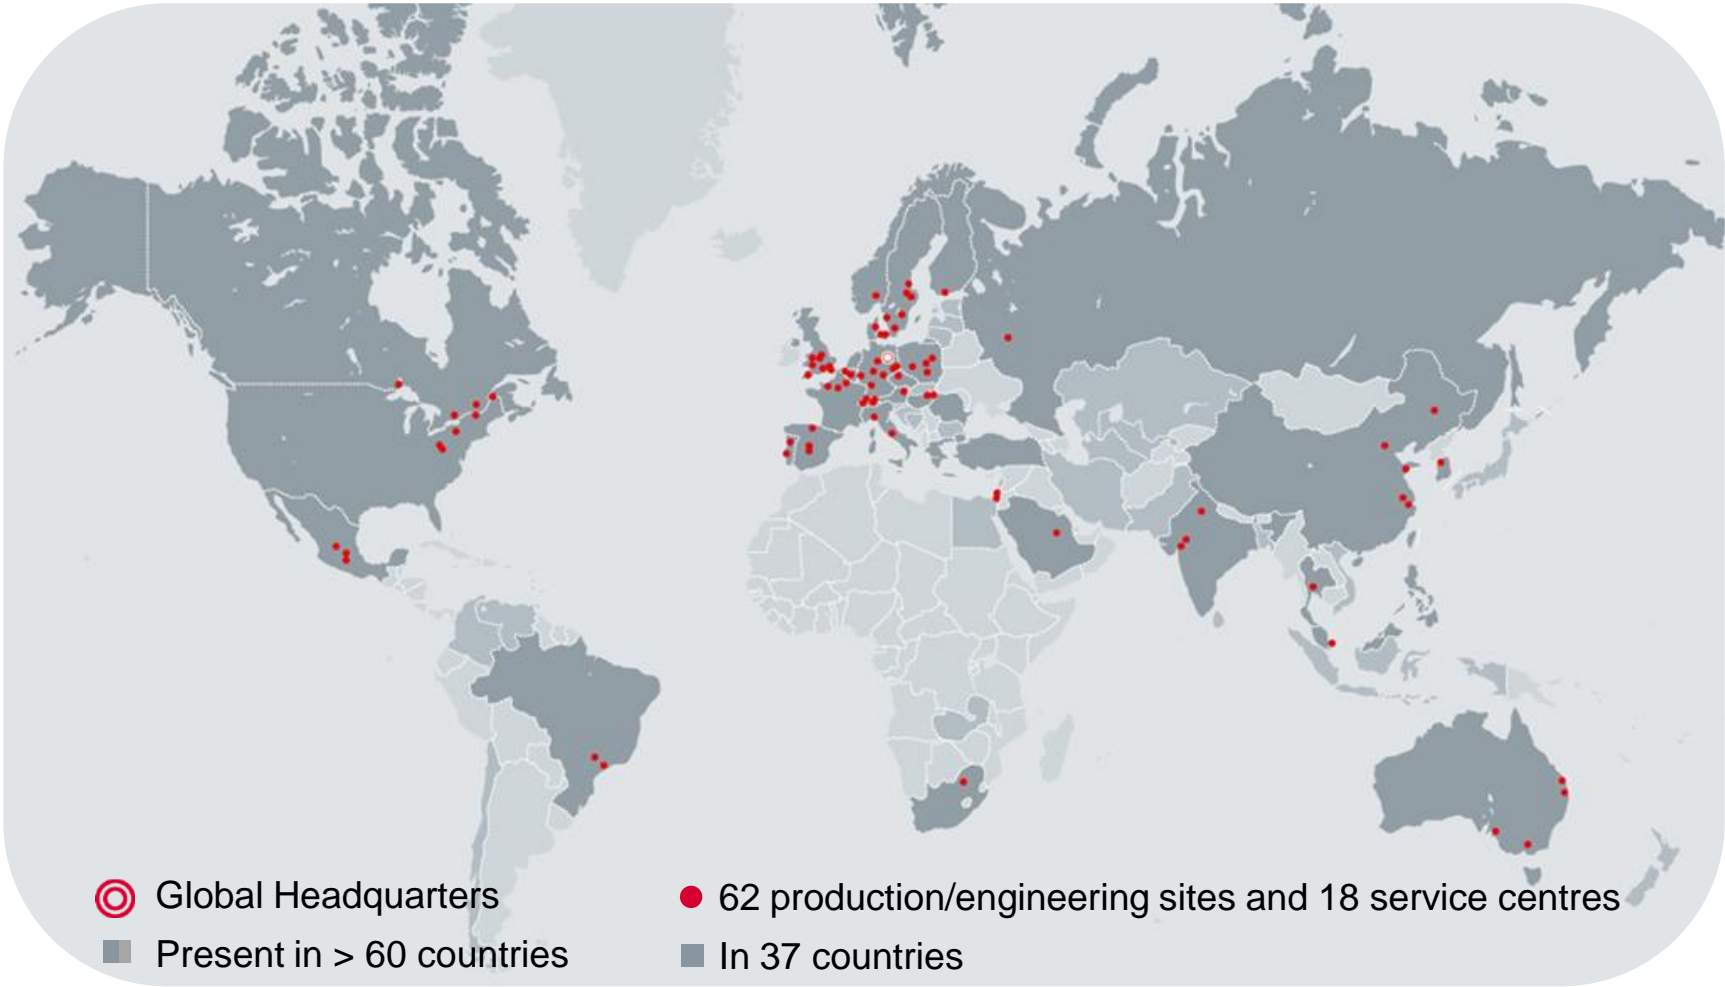 Global Headquarters
62 production/engineering sites and 18 service centres
Present in > 60 countries
In 37 countries